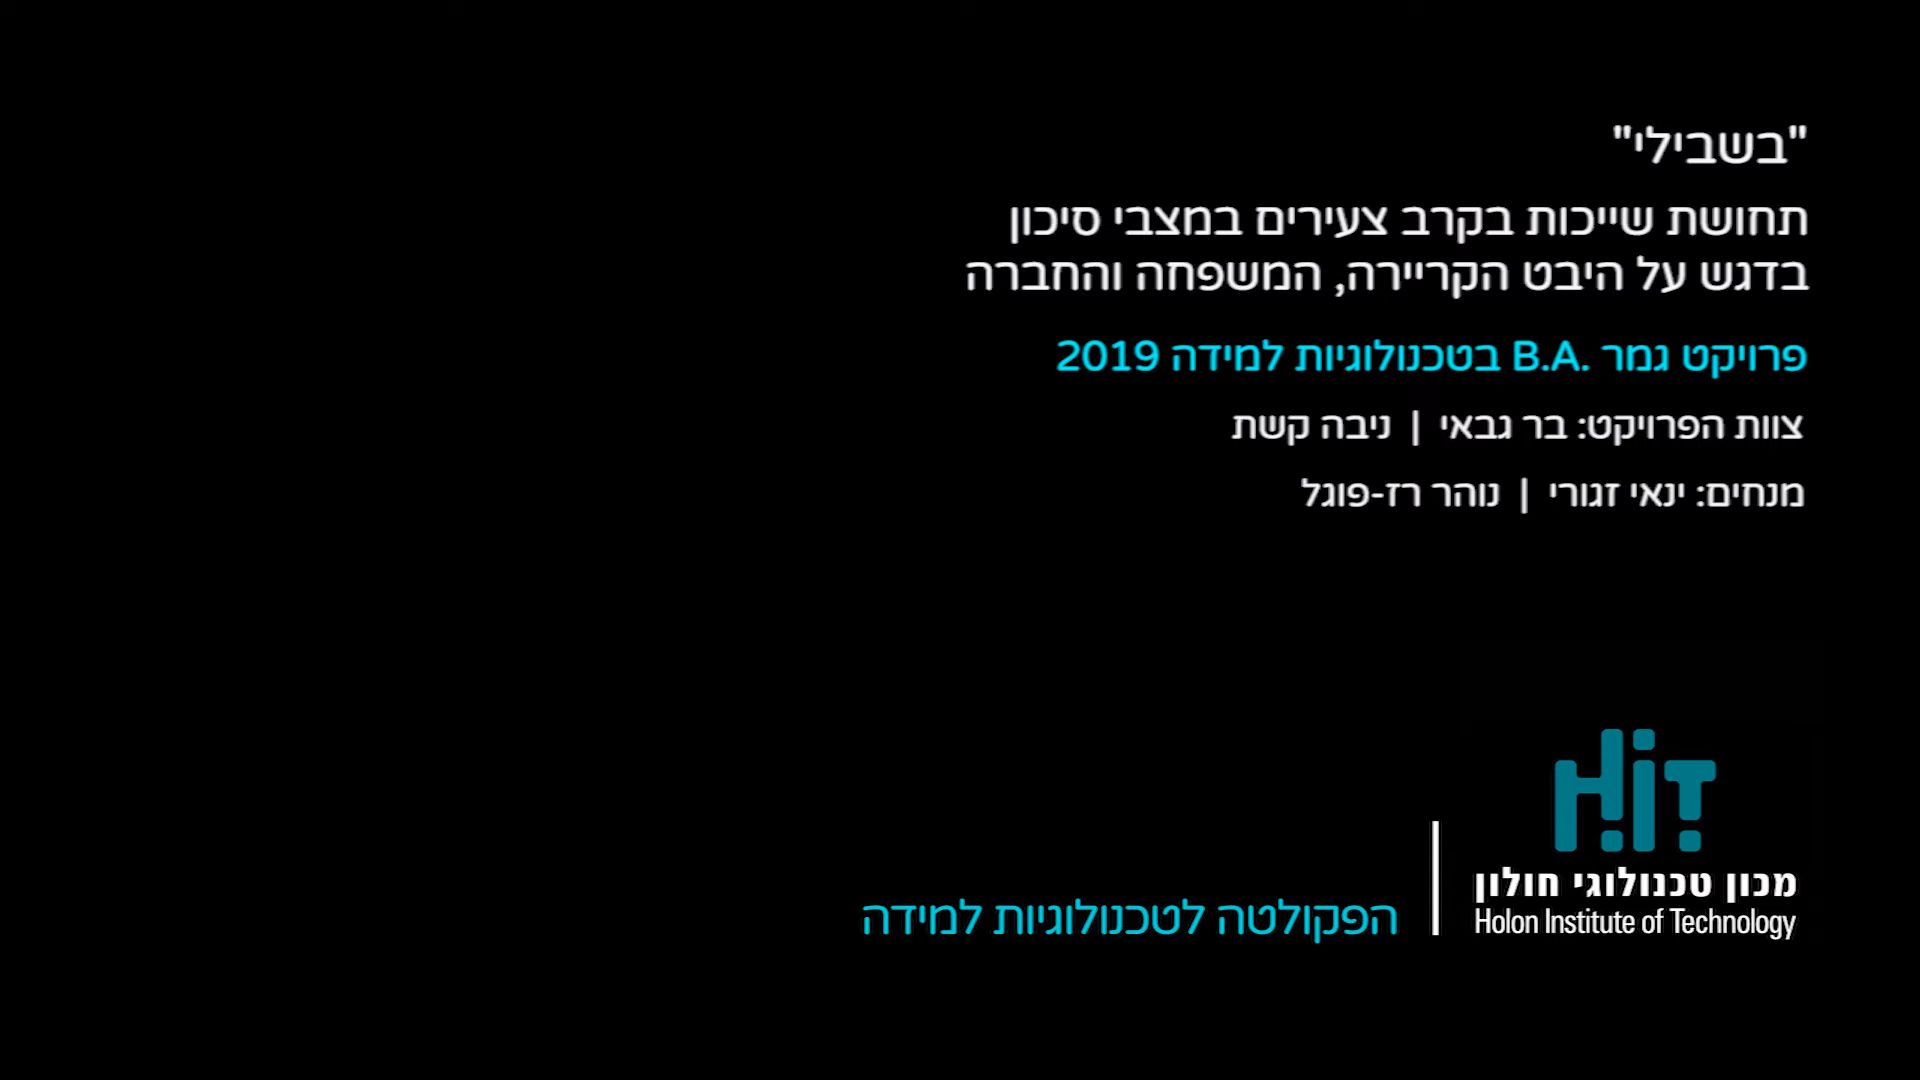 "בשבילי"
תחושת שייכות בקרב צעירים במצבי סיכון
בדגש על היבט הקריירה, המשפחה והחברה
פרויקט גמר .B.A בטכנולוגיות למידה 2019
צוות הפרויקט: בר גבאי | ניבה קשת
מנחים: ינאי זגורי | נוהר רז-פוגל
HiT
מכון טכנולוגי חולון
Holon Institute of Technology
הפקולטה לטכנולוגיות למידה